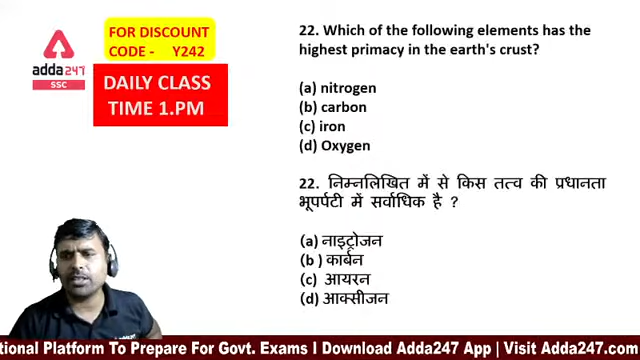 FOR DISCOUNT
CODE - Y242
adda247
SSC
DAILY CLASS
TIME 1.PM
22. Which of the following elements has the
highest primacy in the earth's crust?
(a) nitrogen
(b) carbon
(c) iron
(d) Oxygen
22. निम्नलिखित में से किस तत्व की प्रधानता
भूपर्पटी में सर्वाधिक है ?
(a) नाइट्रोजन
(b ) कार्बन
(c) आयरन
(d) आक्सीजन
tional Platform To Prepare For Govt. Exams I Download Adda247 App | Visit Adda247.com